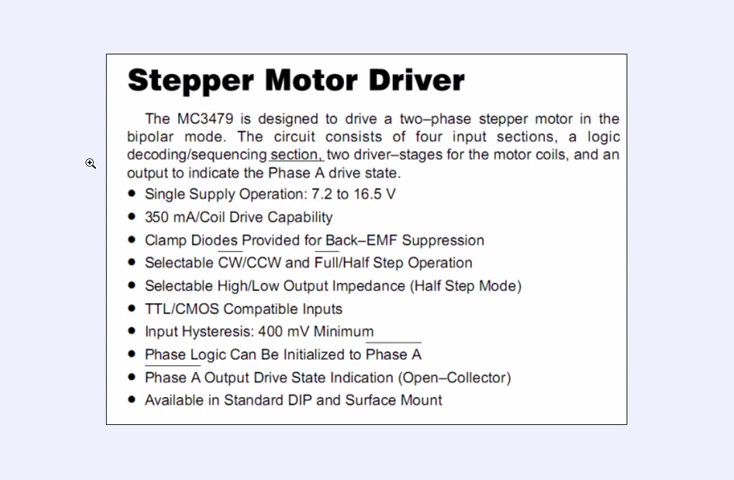 Stepper Motor Driver
The MC3479 is designed to drive a two–phase stepper motor in the
bipolar mode. The circuit consists of four input sections, a logic
decoding/sequencing section, two driver–stages for the motor coils, and an
output to indicate the Phase A drive state.
● Single Supply Operation: 7.2 to 16.5 V
● 350 mA/Coil Drive Capability
● Clamp Diodes Provided for Back–EMF Suppression
● Selectable C̅W̅/CCW and F̅u̅l̅l̅/Half Step Operation
● Selectable High/Low Output Impedance (Half Step Mode)
● TTL/CMOS Compatible Inputs
● Input Hysteresis: 400 mV Minimum
● Phase Logic Can Be Initialized to P̅h̅a̅s̅e̅ A̅
● P̅h̅a̅s̅e̅ A̅ Output Drive State Indication (Open–Collector)
● Available in Standard DIP and Surface Mount